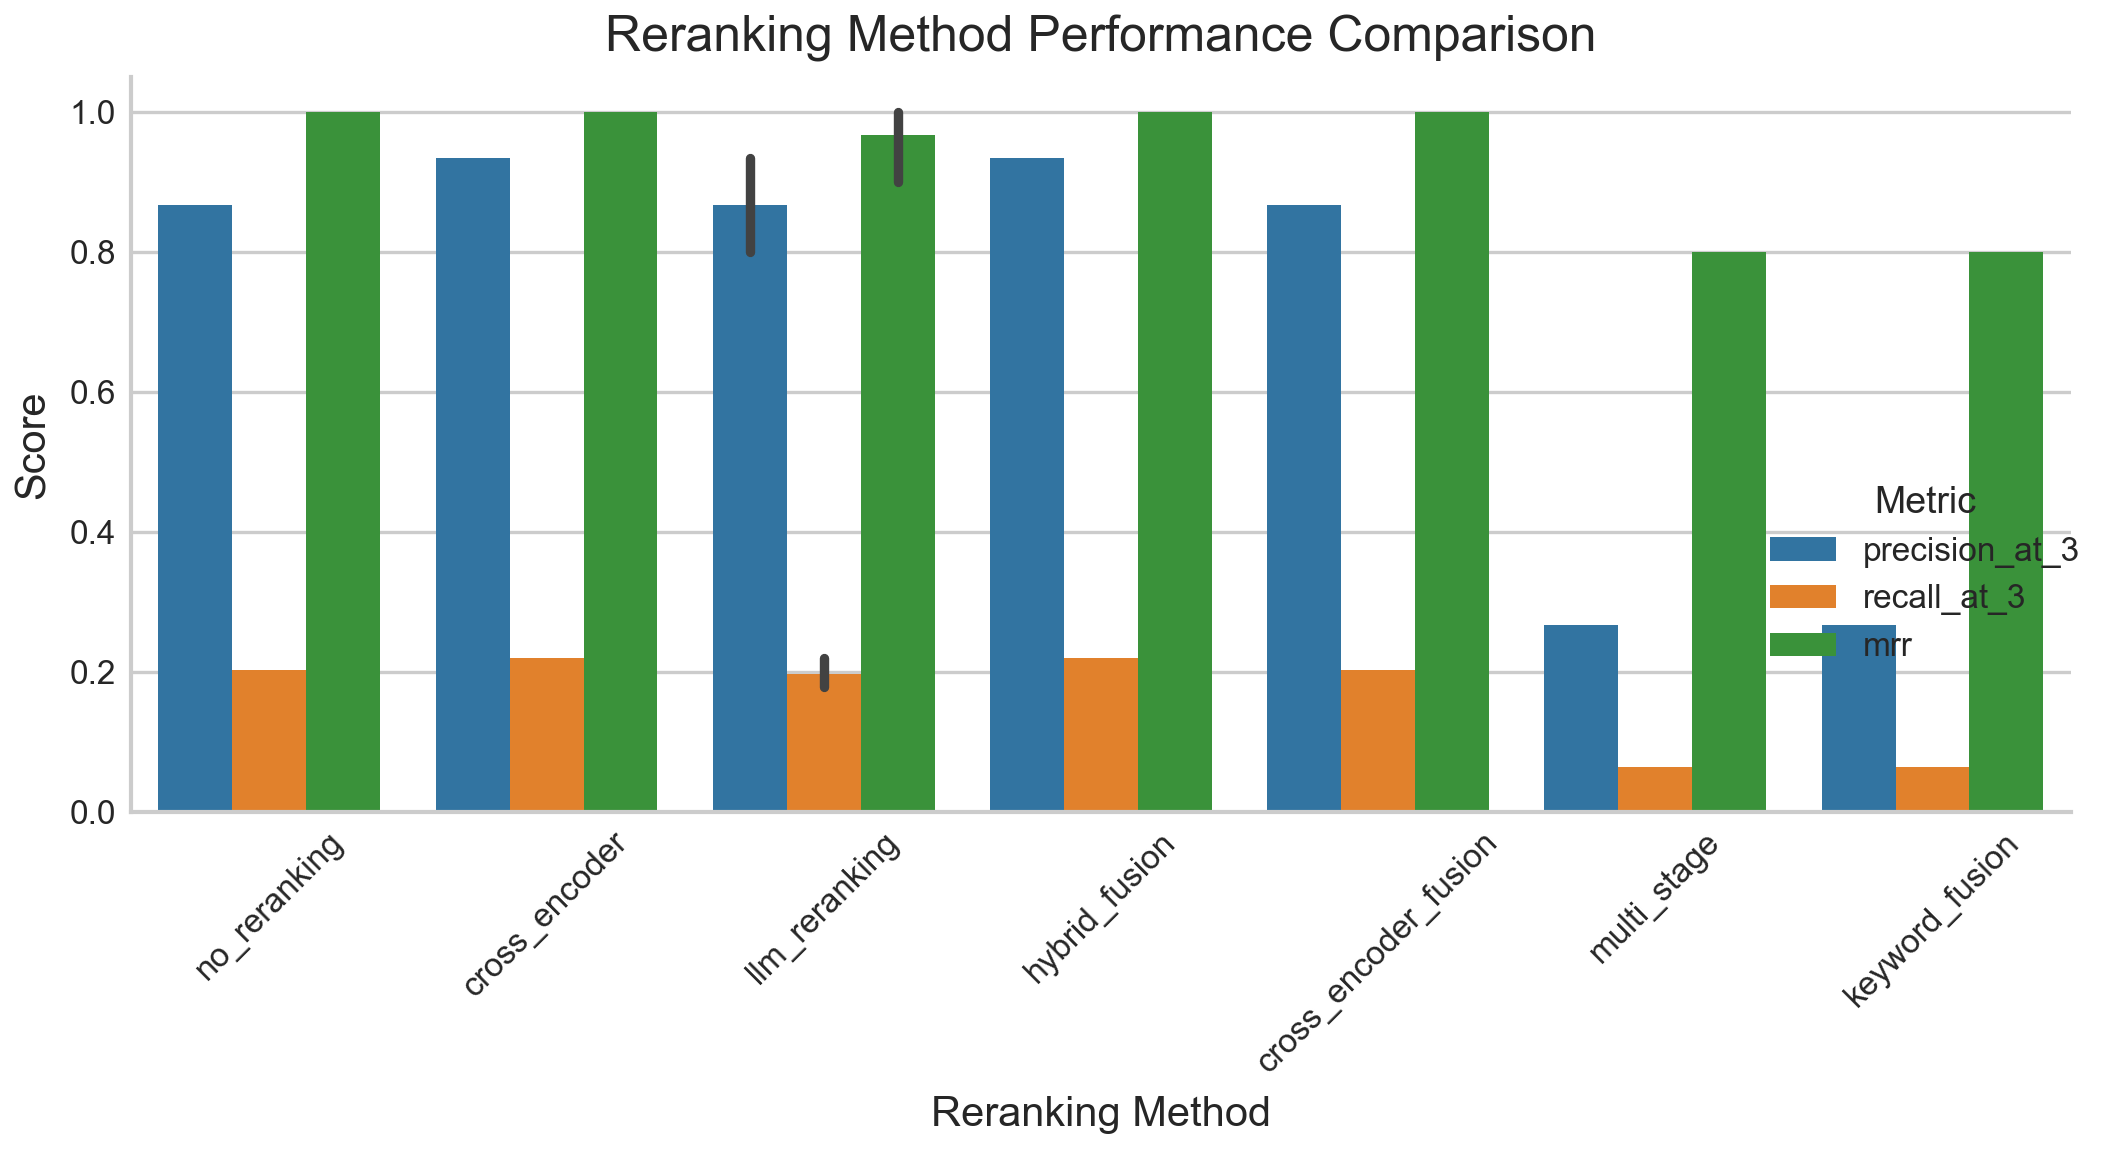 Reranking Method Performance Comparison
Score
1.0
0.8
0.6
0.4
0.2
0.0
Metric
precision_at_3
recall_at_3
mrr
no_reranking
cross_encoder
llm_reranking
hybrid_fusion
cross_encoder_fusion
multi_stage
keyword_fusion
Reranking Method